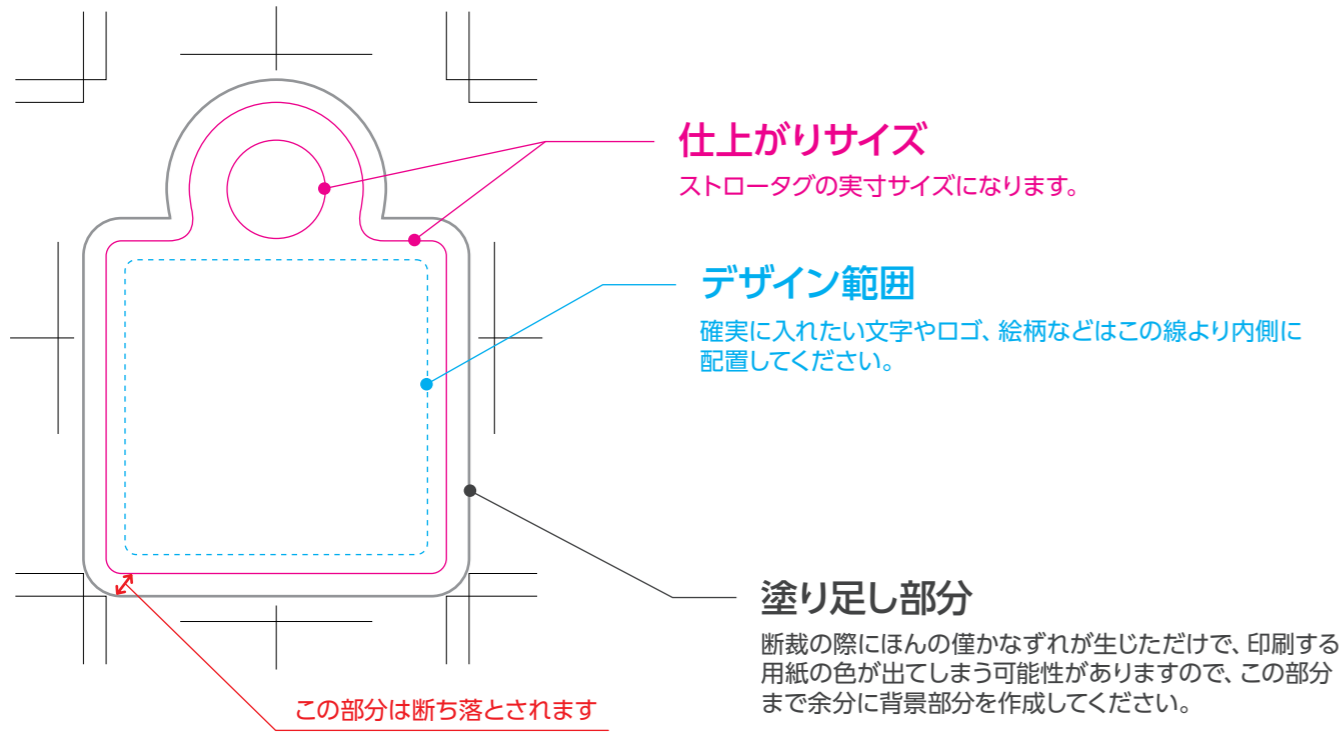 仕上がりサイズ
ストロータグの実寸サイズになります。
デザイン範囲
確実に入れたい文字やロゴ、絵柄などはこの線より内側に
配置してください。
塗り足し部分
断裁の際にほんの僅かなずれが生じただけで、印刷する
用紙の色が出てしまう可能性がありますので、この部分
まで余分に背景部分を作成してください。
この部分は断ち落とされます